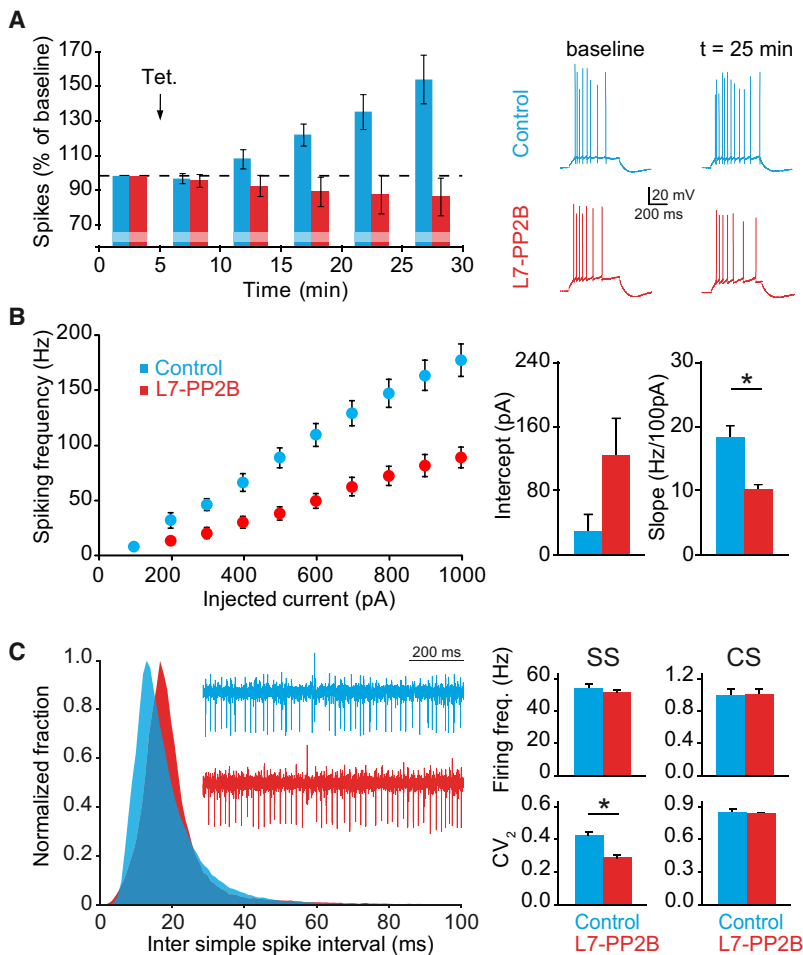 A
Spikes (% of baseline)
170
150
130
110
90
70
Tet.
0 5 10 15 20 25 30
Time (min)
baseline t = 25 min
Control
L7-PP2B
20 mV
200 ms
B
Spiking frequency (Hz)
200
150
100
50
0
Control
L7-PP2B
0 200 400 600 800 1000
Injected current (pA)
Intercept (pA)
240
160
80
0
Slope (Hz/100pA)
30
20
10
0
*
C
Normalized fraction
1.0
0.8
0.6
0.4
0.2
0
200 ms
0 20 40 60 80 100
Inter simple spike interval (ms)
SS CS
Firing freq. (Hz)
60
40
20
0
1.2
0.8
0.4
0
CV2
0.6
0.4
0.2
0
*
0.9
0.6
0.3
0
Control Control
L7-PP2B L7-PP2B